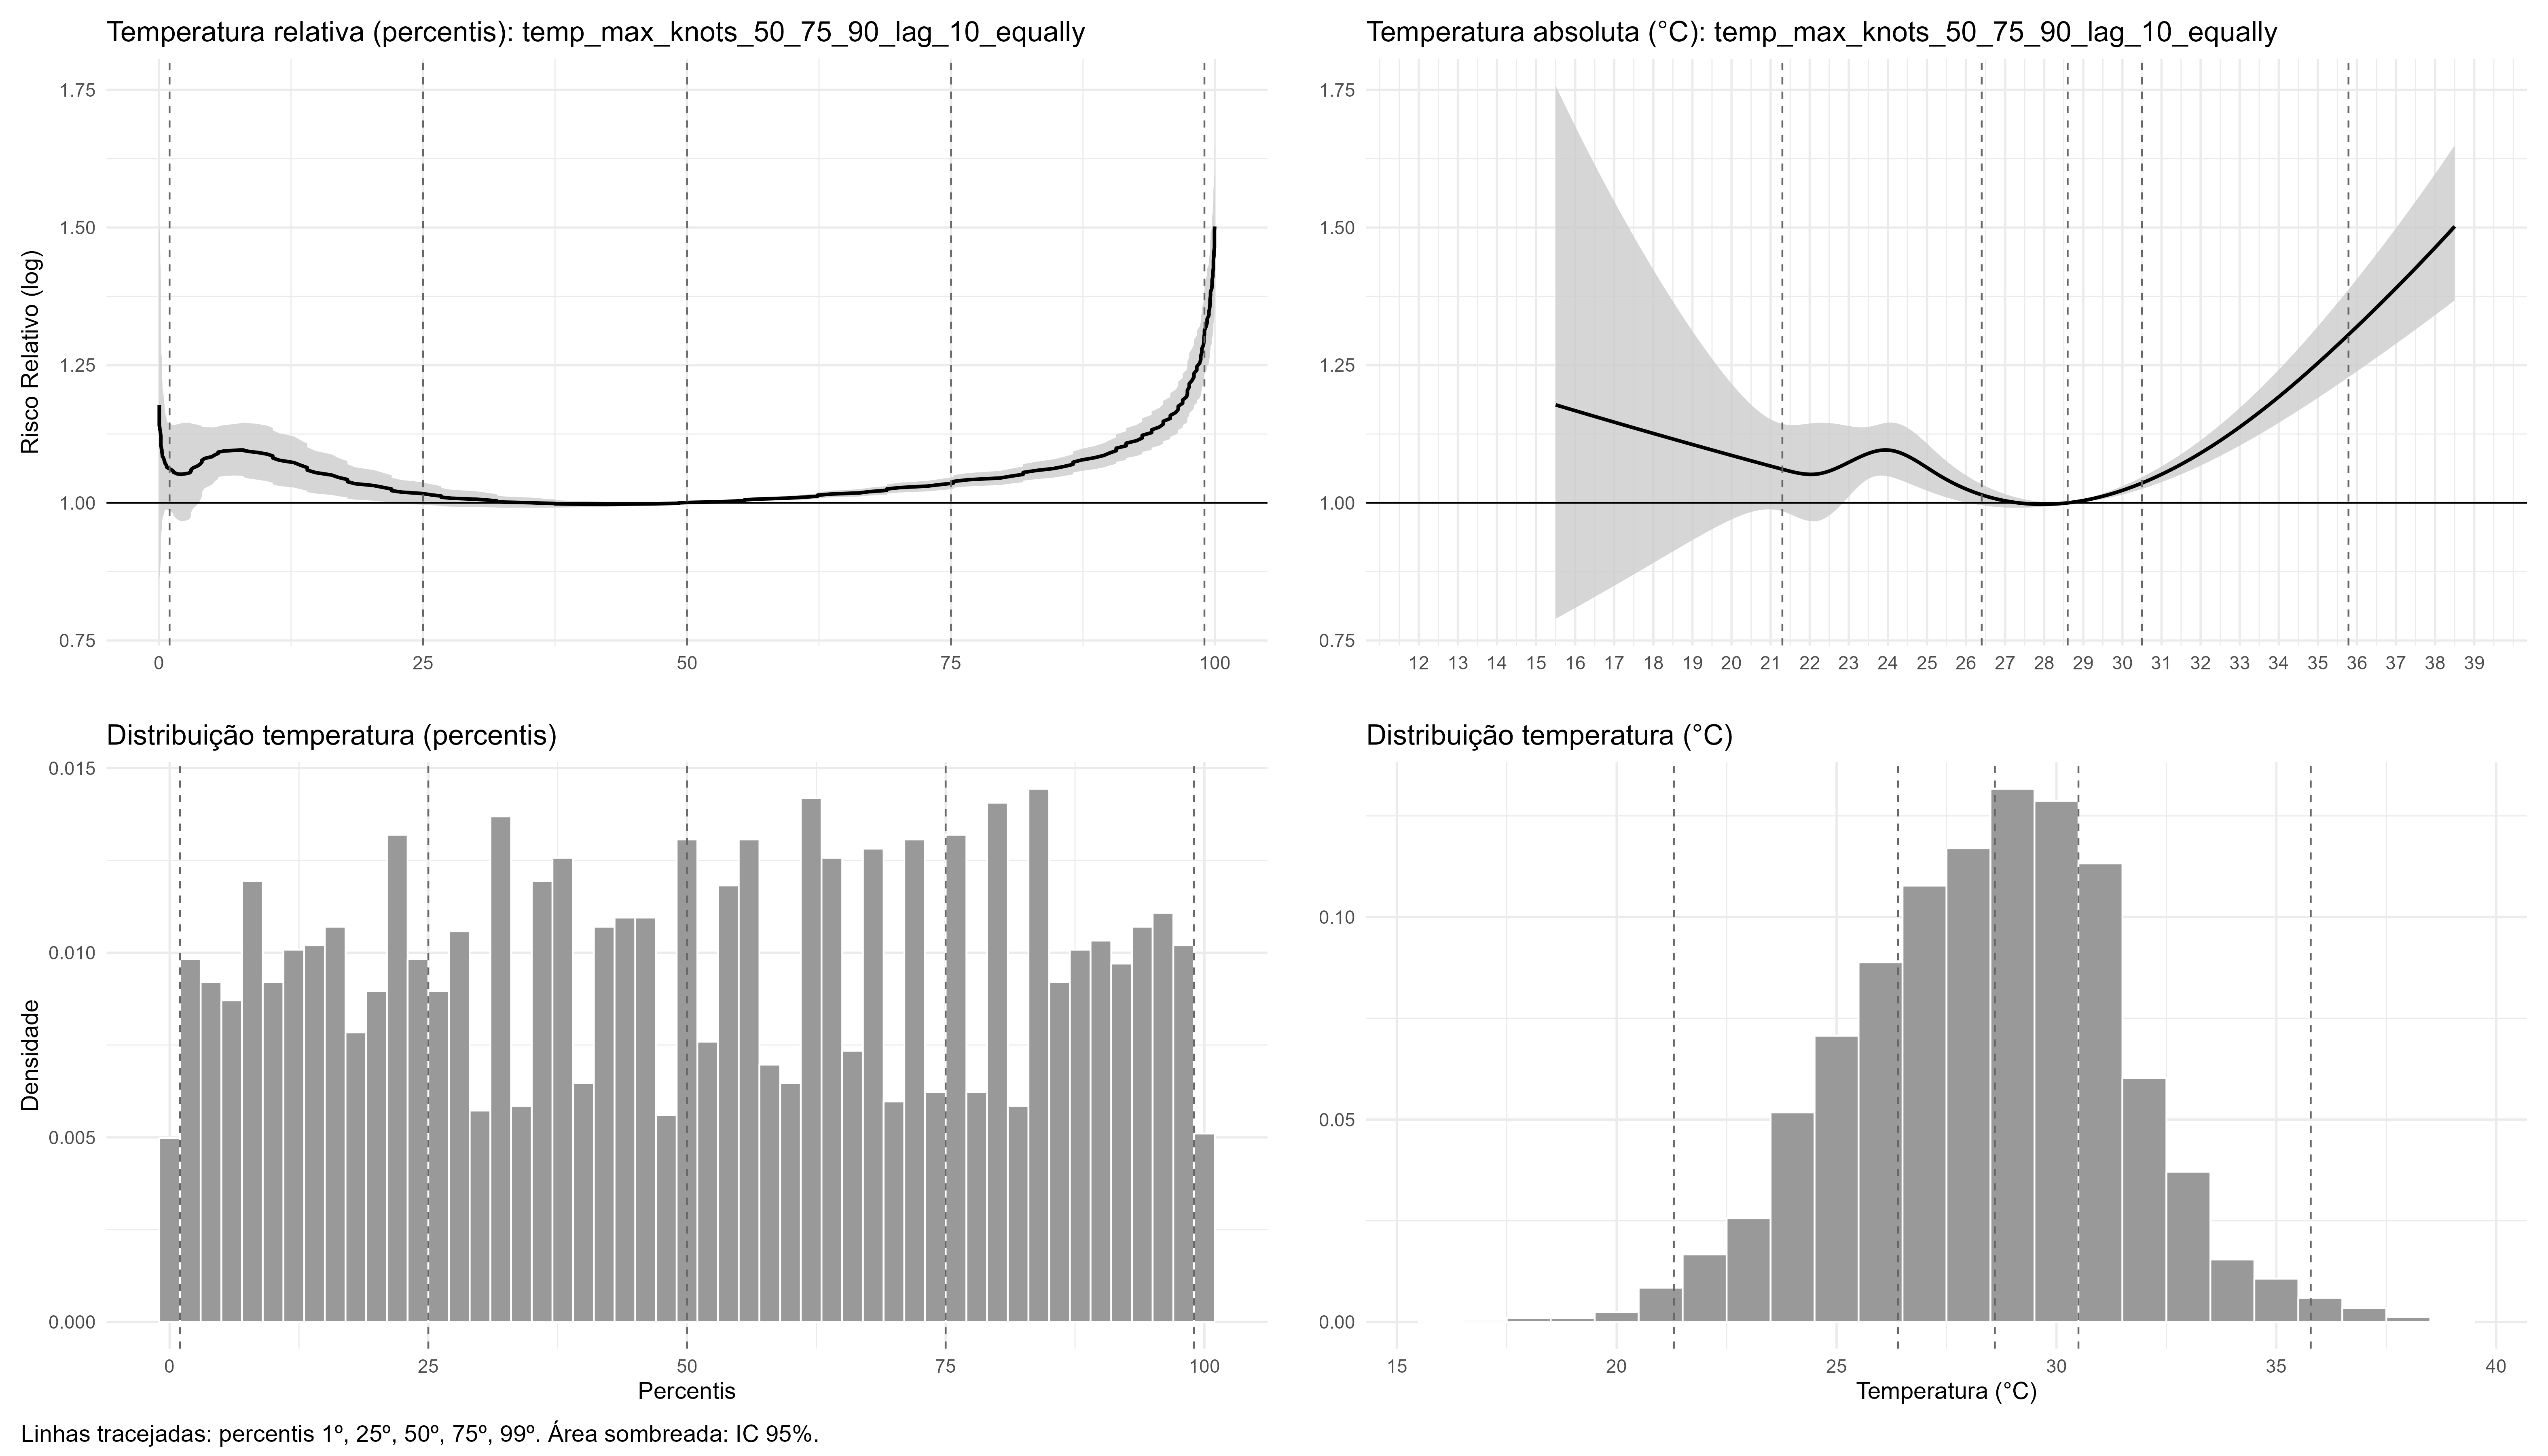 Temperatura relativa (percentis): temp_max_knots_50_75_90_lag_10_equally
Risco Relativo (log)
1.75
1.50
1.25
1.00
0.75
0 25 50 75 100
Temperatura absoluta (°C): temp_max_knots_50_75_90_lag_10_equally
1.75
1.50
1.25
1.00
0.75
12 13 14 15 16 17 18 19 20 21 22 23 24 25 26 27 28 29 30 31 32 33 34 35 36 37 38 39
Distribuição temperatura (percentis)
Densidade
0.015
0.010
0.005
0.000
0 25 50 75 100
Percentis
Distribuição temperatura (°C)
0.10
0.05
0.00
15 20 25 30 35 40
Temperatura (°C)
Linhas tracejadas: percentis 1º, 25º, 50º, 75º, 99º. Área sombreada: IC 95%.